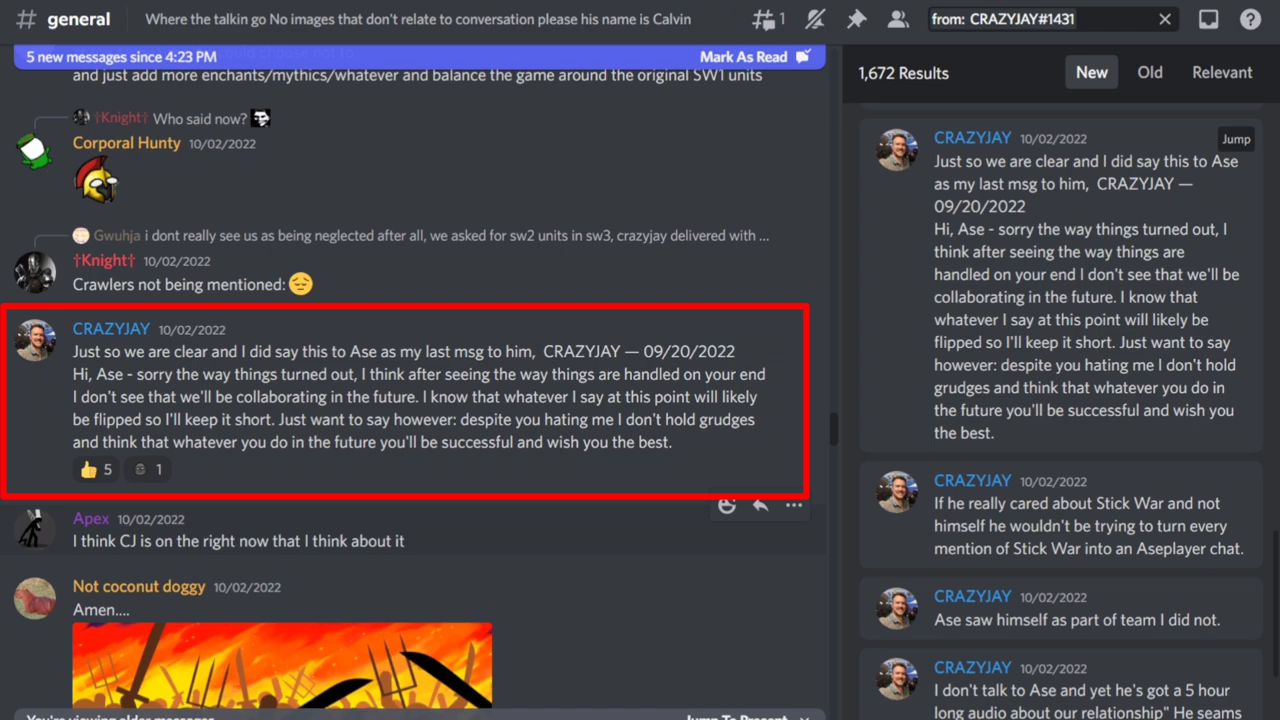 # general
Where the talkin go No images that don't relate to conversation please his name is Calvin
1
from: CRAZYJAY#1431
5 new messages since 4:23 PM
Mark As Read
and just add more enchants/mythics/whatever and balance the game around the original SW1 units
†Knight† Who said now?
Corporal Hunty 10/02/2022
Gwuhja i dont really see us as being neglected after all, we asked for sw2 units in sw3, crazyjay delivered with ...
†Knight† 10/02/2022
Crawlers not being mentioned:
CRAZYJAY 10/02/2022
Just so we are clear and I did say this to Ase as my last msg to him, CRAZYJAY — 09/20/2022
Hi, Ase - sorry the way things turned out, I think after seeing the way things are handled on your end
I don't see that we'll be collaborating in the future. I know that whatever I say at this point will likely
be flipped so I'll keep it short. Just want to say however: despite you hating me I don't hold grudges
and think that whatever you do in the future you'll be successful and wish you the best.
5 1
Apex 10/02/2022
I think CJ is on the right now that I think about it
Not coconut doggy 10/02/2022
Amen....
You're viewing older messages
Jump To Present
1,672 Results
New
Old
Relevant
CRAZYJAY 10/02/2022
Jump
Just so we are clear and I did say this to Ase
as my last msg to him, CRAZYJAY —
09/20/2022
Hi, Ase - sorry the way things turned out, I
think after seeing the way things are
handled on your end I don't see that we'll be
collaborating in the future. I know that
whatever I say at this point will likely be
flipped so I'll keep it short. Just want to say
however: despite you hating me I don't hold
grudges and think that whatever you do in
the future you'll be successful and wish you
the best.
CRAZYJAY 10/02/2022
If he really cared about Stick War and not
himself he wouldn't be trying to turn every
mention of Stick War into an Aseplayer chat.
CRAZYJAY 10/02/2022
Ase saw himself as part of team I did not.
CRAZYJAY 10/02/2022
I don't talk to Ase and yet he's got a 5 hour
long audio about our relationship" He seams